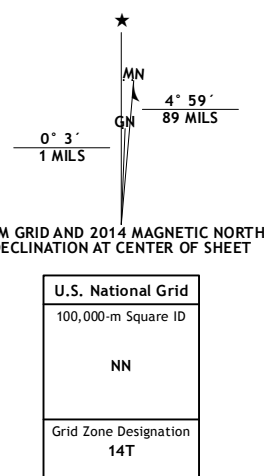 ★
MN
GN
4° 59´
89 MILS
0° 3´
1 MILS
M GRID AND 2014 MAGNETIC NORTH
DECLINATION AT CENTER OF SHEET
U.S. National Grid
100,000-m Square ID
NN
Grid Zone Designation
14T